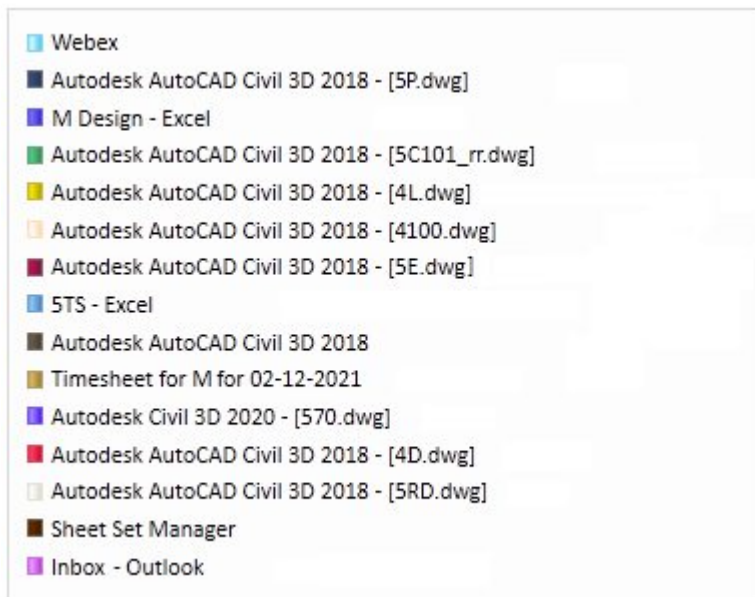 Webex
Autodesk AutoCAD Civil 3D 2018 - [5P.dwg]
M Design - Excel
Autodesk AutoCAD Civil 3D 2018 - [5C101_rr.dwg]
Autodesk AutoCAD Civil 3D 2018 - [4L.dwg]
Autodesk AutoCAD Civil 3D 2018 - [4100.dwg]
Autodesk AutoCAD Civil 3D 2018 - [5E.dwg]
5TS - Excel
Autodesk AutoCAD Civil 3D 2018
Timesheet for M for 02-12-2021
Autodesk Civil 3D 2020 - [570.dwg]
Autodesk AutoCAD Civil 3D 2018 - [4D.dwg]
Autodesk AutoCAD Civil 3D 2018 - [5RD.dwg]
Sheet Set Manager
Inbox - Outlook